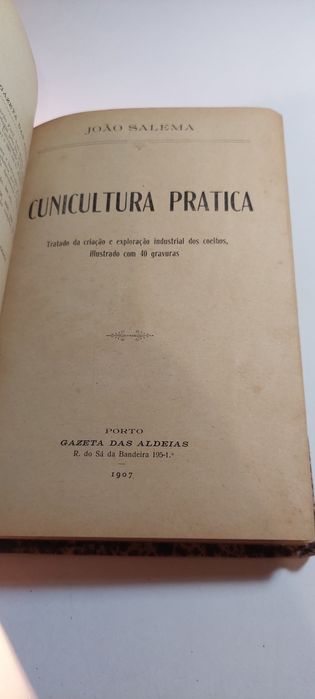 JOÃO SALEMA
CUNICULTURA PRATICA
Tratado da criação e exploração industrial dos coelhos,
illustrado com 40 gravuras
PORTO
GAZETA DAS ALDEIAS
R. do Sá da Bandeira 195-1.º
1907